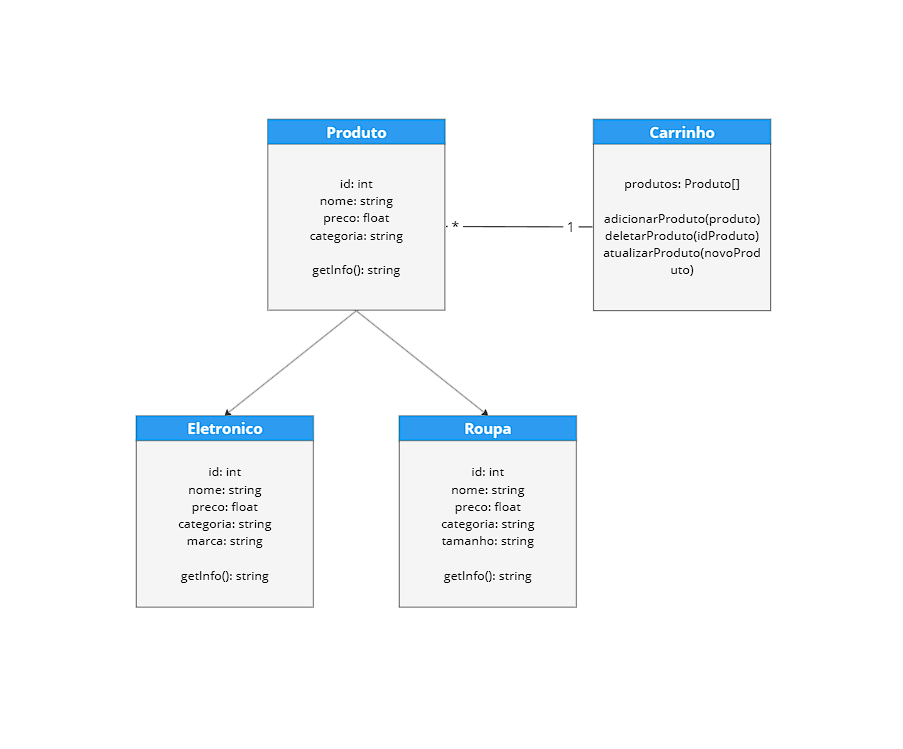 Produto
id: int
nome: string
preco: float
categoria: string
getInfo(): string
*
1
Carrinho
produtos: Produto[]
adicionarProduto(produto)
deletarProduto(idProduto)
atualizarProduto(novoProd
uto)
Eletronico
id: int
nome: string
preco: float
categoria: string
marca: string
getInfo(): string
Roupa
id: int
nome: string
preco: float
categoria: string
tamanho: string
getInfo(): string